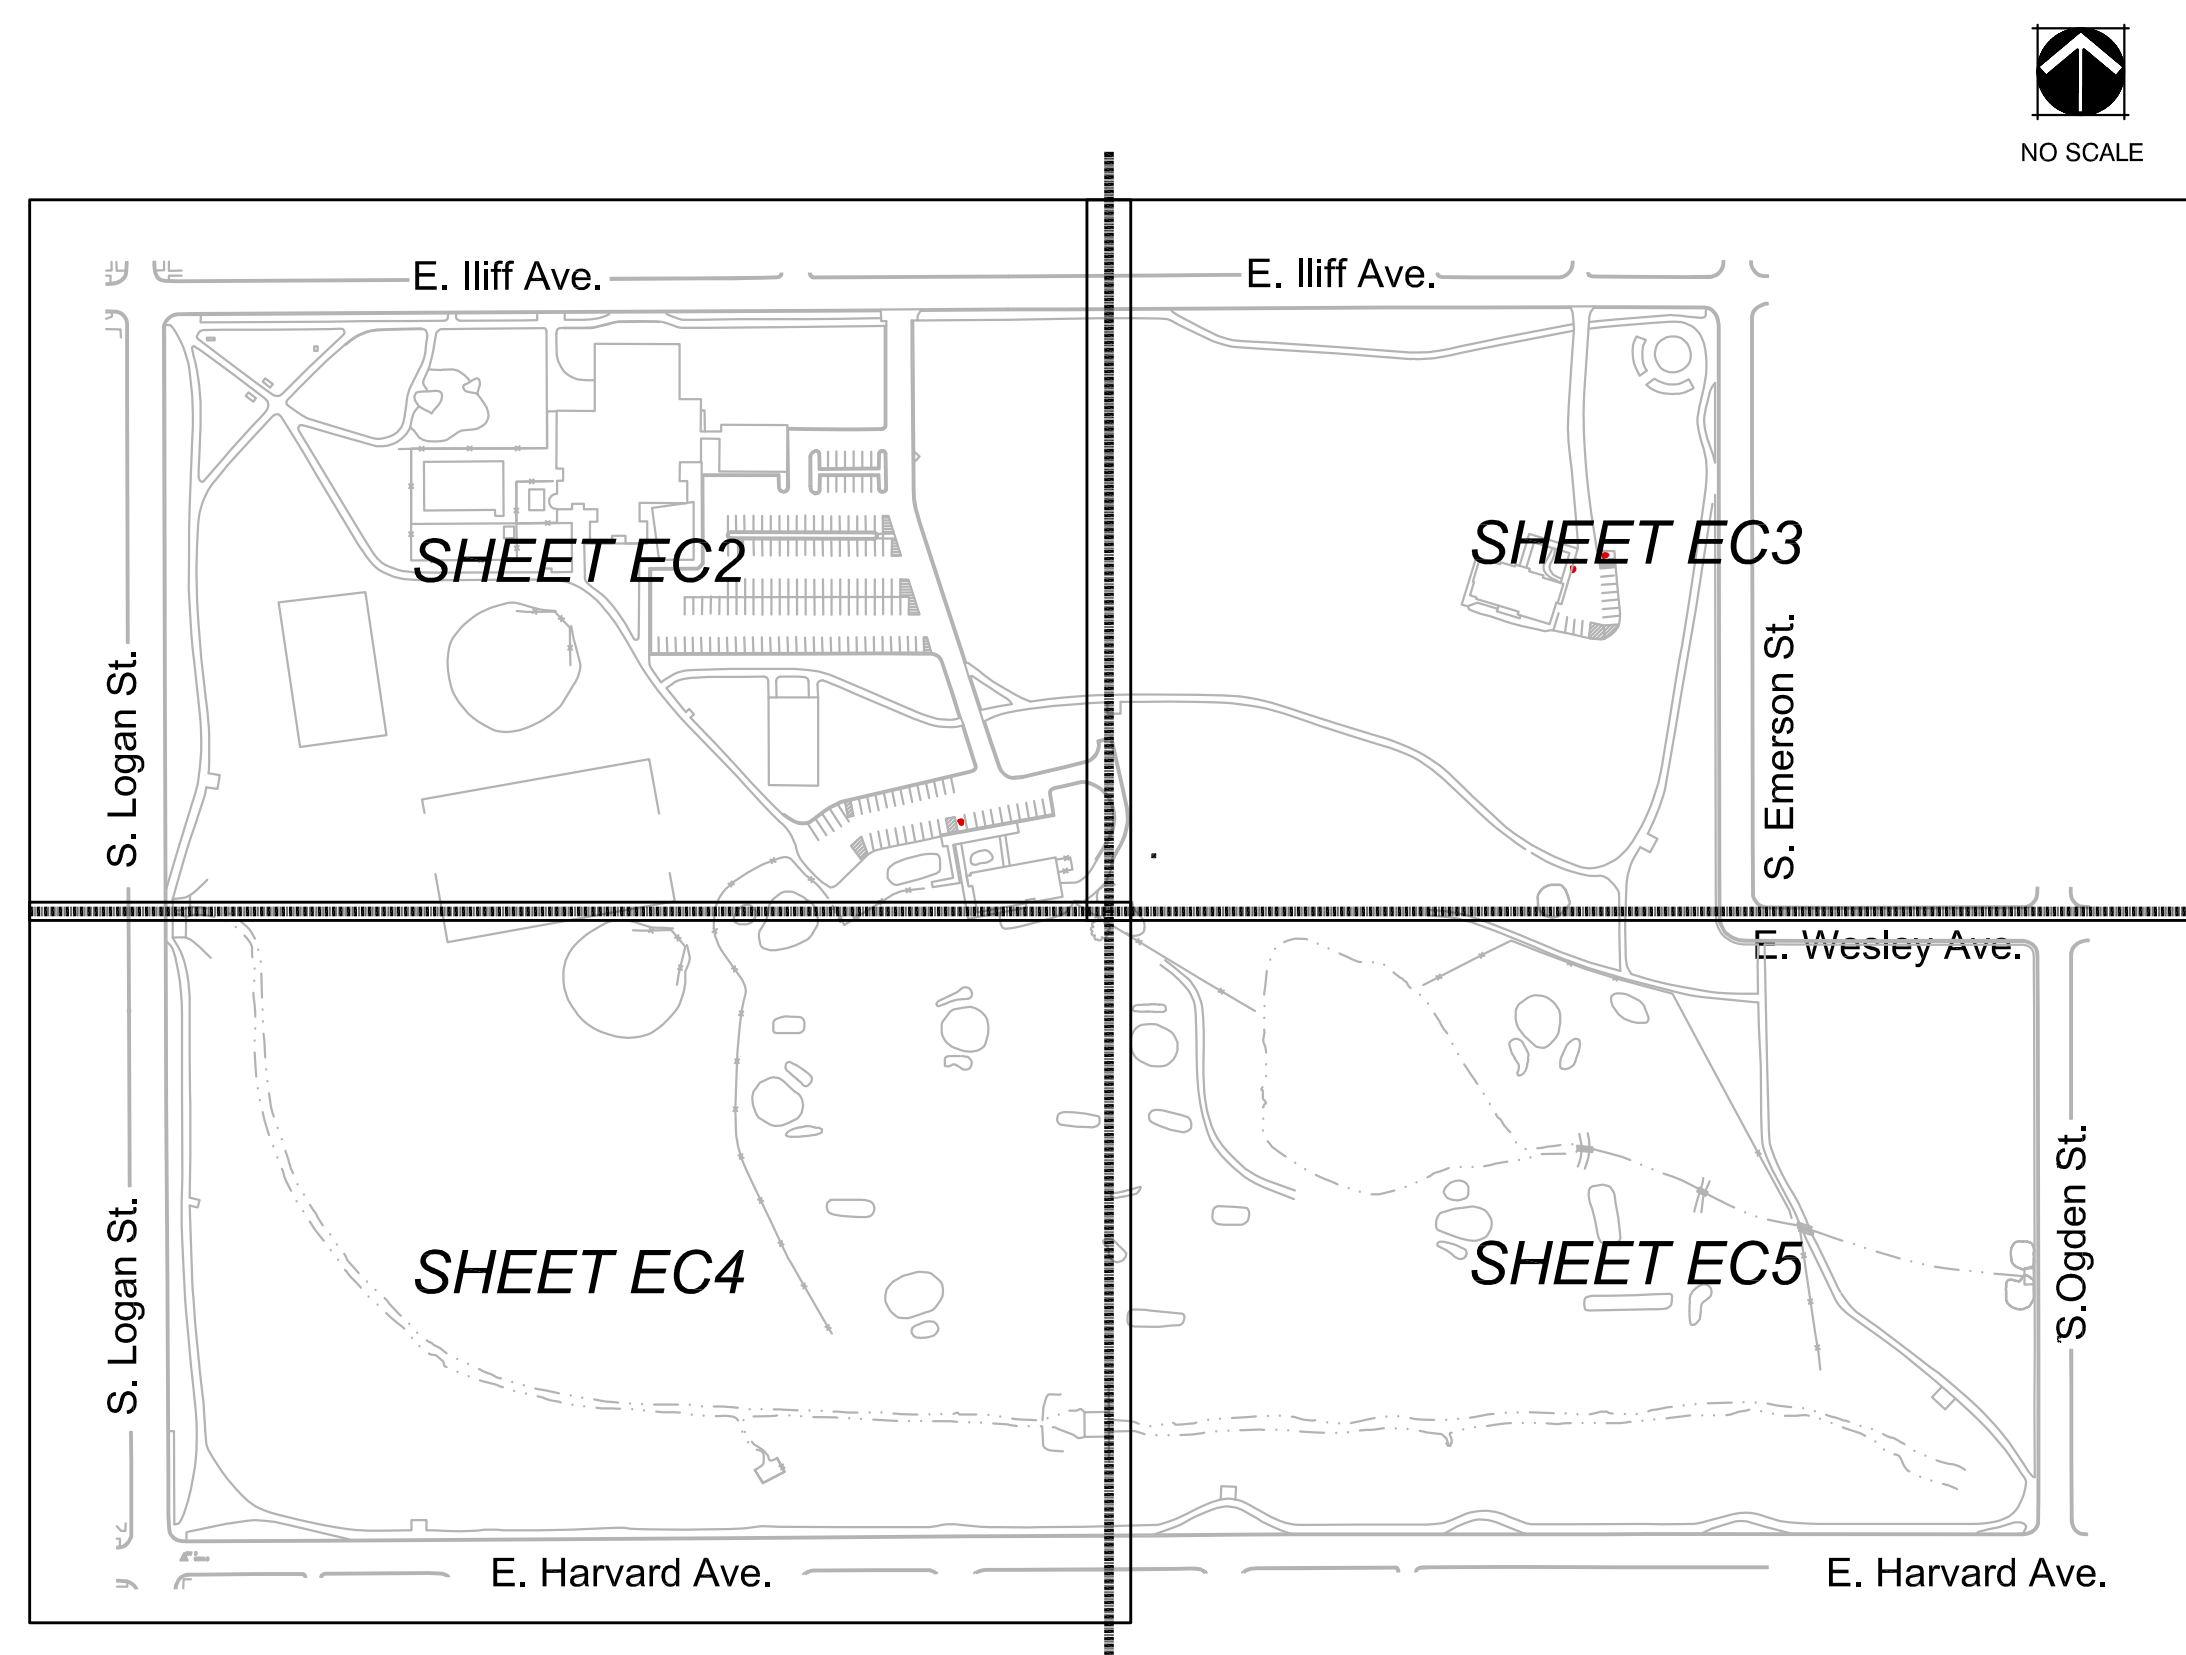 NO SCALE
E. Iliff Ave.
E. Iliff Ave.
SHEET EC2
SHEET EC3
S. Logan St.
S. Emerson St.
E. Wesley Ave.
SHEET EC4
SHEET EC5
S. Logan St.
S.Ogden St.
E. Harvard Ave.
E. Harvard Ave.